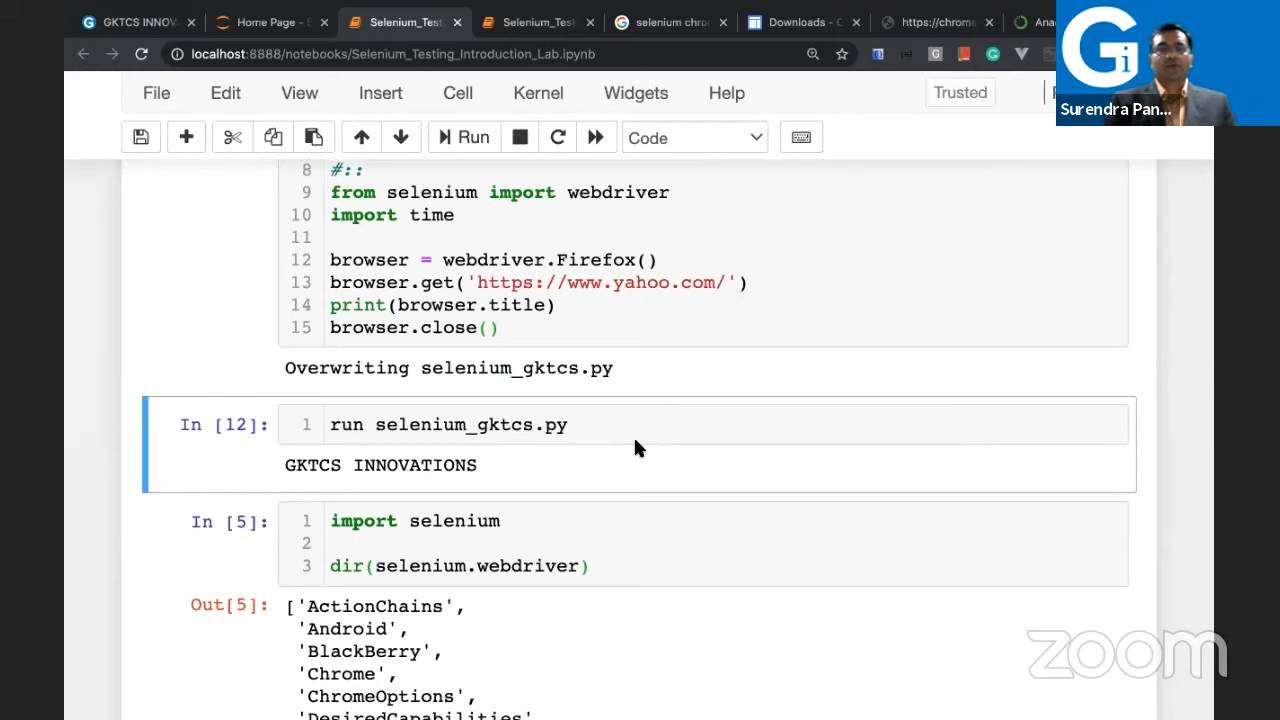 GKTCS INNOV
Home Page - S
Selenium_Test
Selenium_Test
selenium chro
Downloads - C
https://chrome
Ana
localhost:8888/notebooks/Selenium_Testing_Introduction_Lab.ipynb
Gi
Surendra Pan...
File Edit View Insert Cell Kernel Widgets Help Trusted
Run Code
8 #::
9 from selenium import webdriver
10 import time
11
12 browser = webdriver.Firefox()
13 browser.get('https://www.yahoo.com/')
14 print(browser.title)
15 browser.close()
Overwriting selenium_gktcs.py
In [12]: 1 run selenium_gktcs.py
GKTCS INNOVATIONS
In [5]: 1 import selenium
2
3 dir(selenium.webdriver)
Out[5]: ['ActionChains',
'Android',
'BlackBerry',
'Chrome',
'ChromeOptions',
'DesiredCapabilities'
zoom